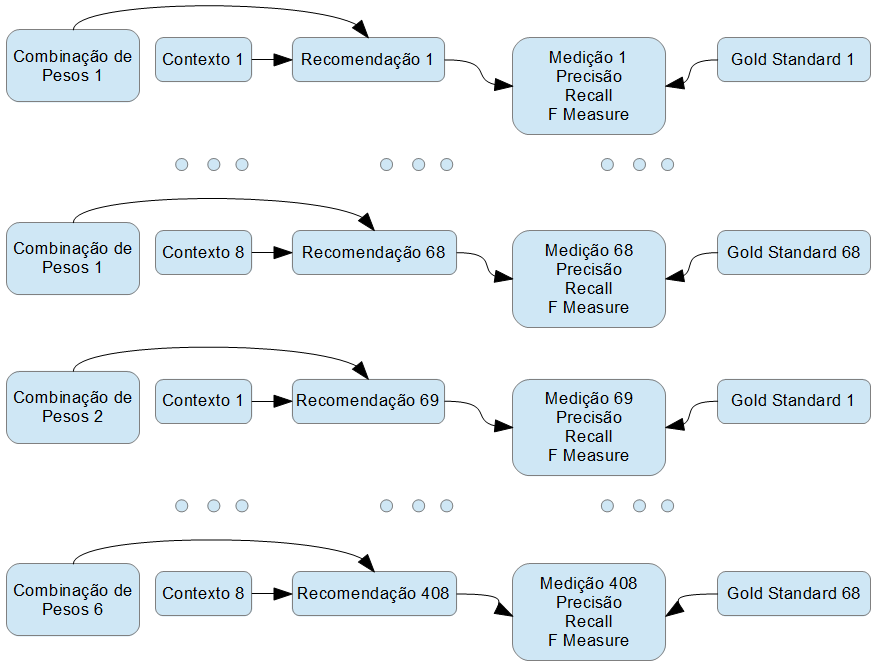 Combinação de
Pesos 1
Contexto 1
Recomendação 1
Medição 1
Precisão
Recall
F Measure
Gold Standard 1
Combinação de
Pesos 1
Contexto 8
Recomendação 68
Medição 68
Precisão
Recall
F Measure
Gold Standard 68
Combinação de
Pesos 2
Contexto 1
Recomendação 69
Medição 69
Precisão
Recall
F Measure
Gold Standard 1
Combinação de
Pesos 6
Contexto 8
Recomendação 408
Medição 408
Precisão
Recall
F Measure
Gold Standard 68